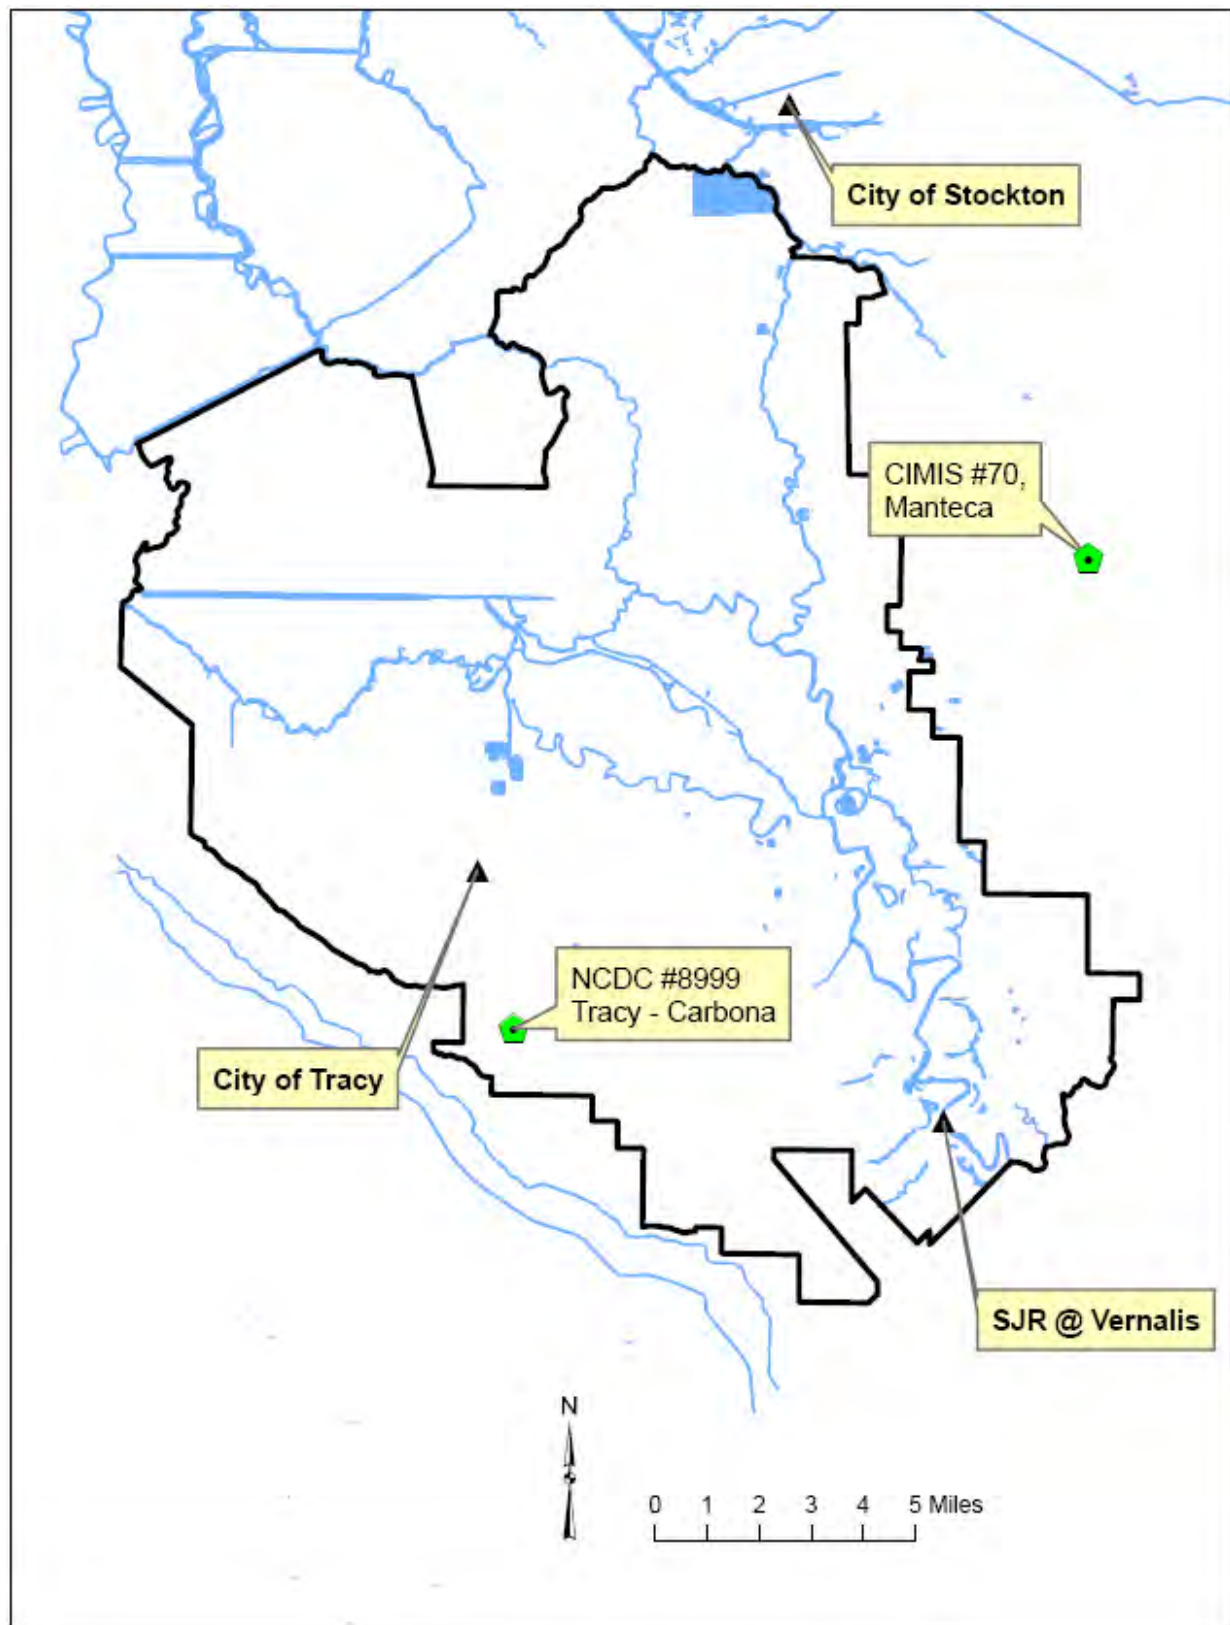 City of Stockton
CIMIS #70,
Manteca
NCDC #8999
Tracy - Carbona
City of Tracy
SJR @ Vernalis
N
0 1 2 3 4 5 Miles